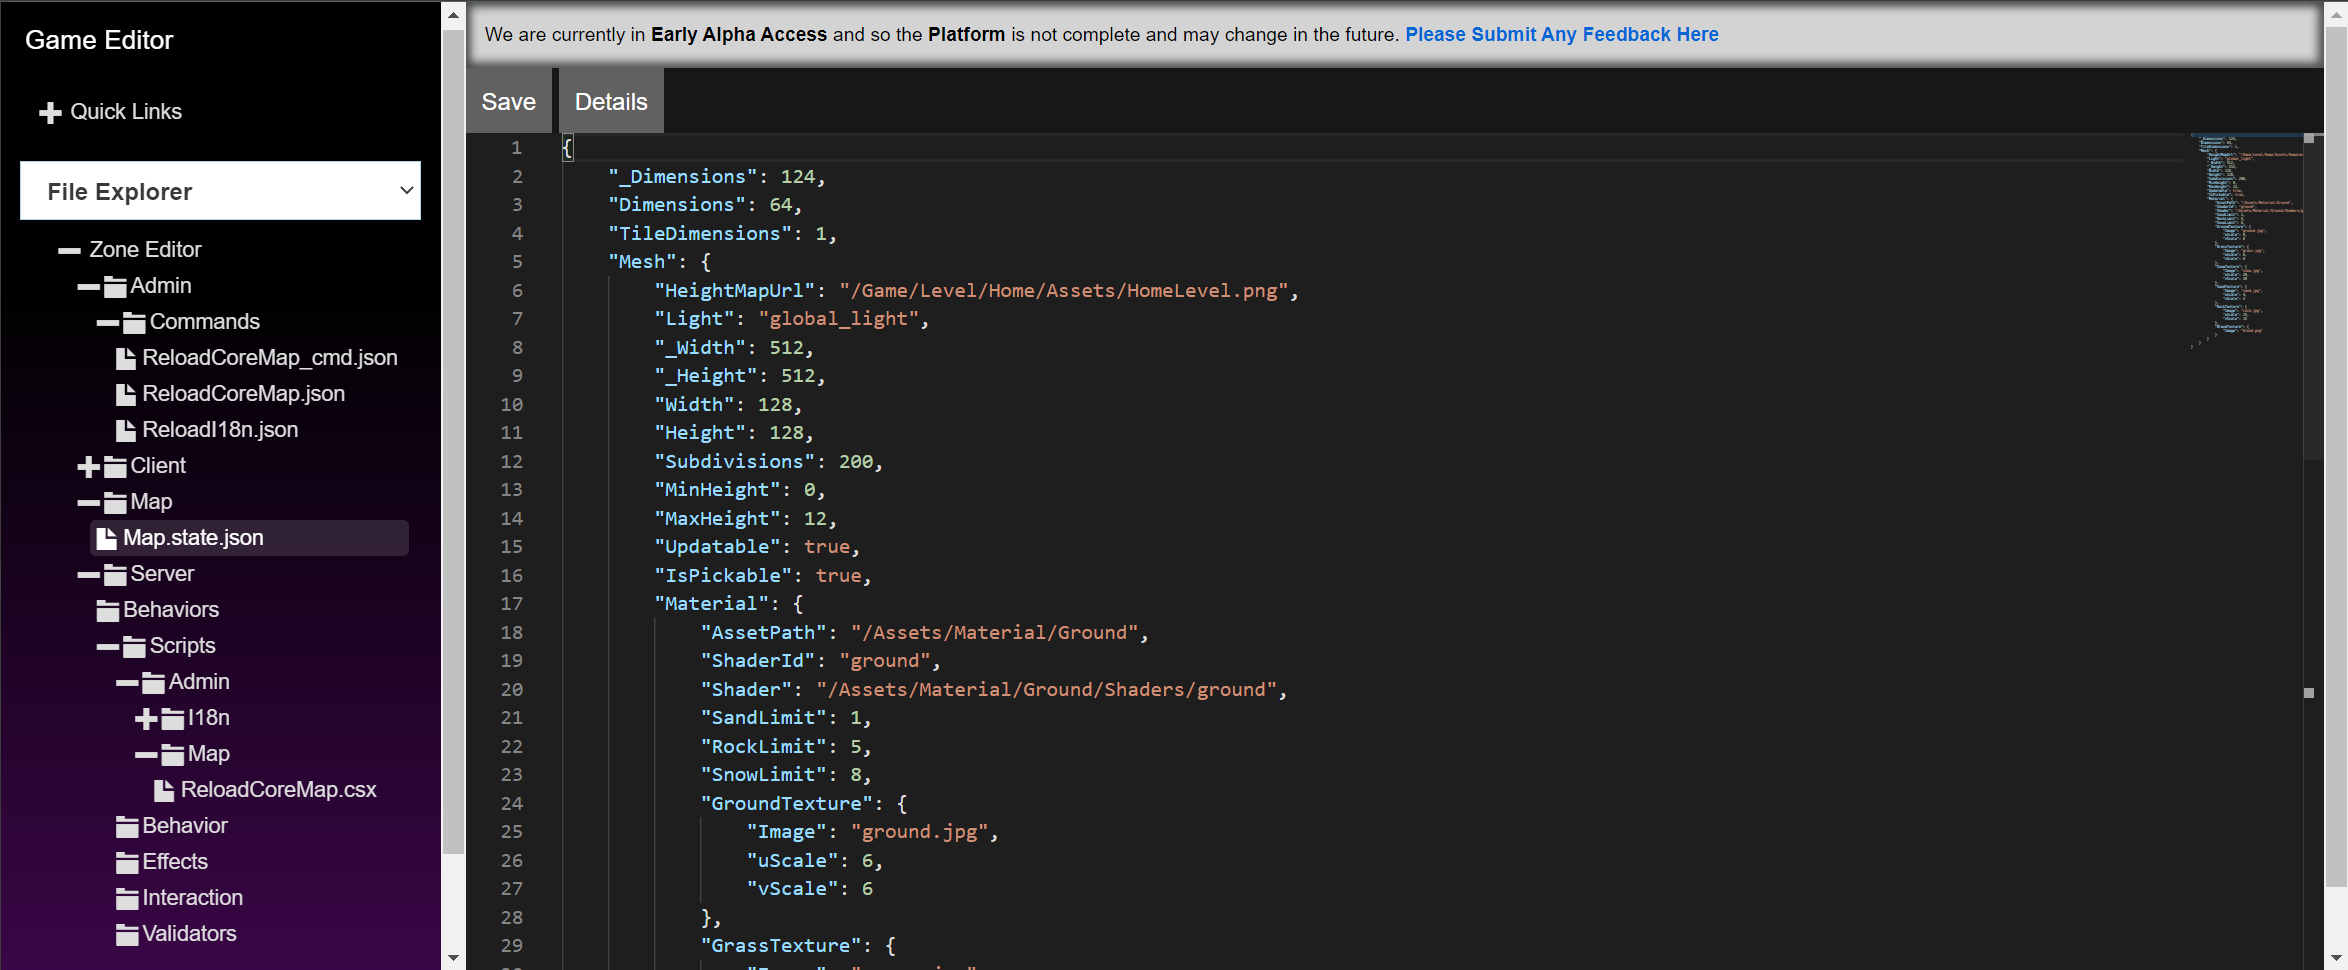 Game Editor
Quick Links
File Explorer
Zone Editor
Admin
Commands
ReloadCoreMap_cmd.json
ReloadCoreMap.json
ReloadI18n.json
Client
Map
Map.state.json
Server
Behaviors
Scripts
Admin
I18n
Map
ReloadCoreMap.csx
Behavior
Effects
Interaction
Validators
We are currently in Early Alpha Access and so the Platform is not complete and may change in the future. Please Submit Any Feedback Here
Save Details
1 {
2 "_Dimensions": 124,
3 "Dimensions": 64,
4 "TileDimensions": 1,
5 "Mesh": {
6 "HeightMapUrl": "/Game/Level/Home/Assets/HomeLevel.png",
7 "Light": "global_light",
8 "_Width": 512,
9 "_Height": 512,
10 "Width": 128,
11 "Height": 128,
12 "Subdivisions": 200,
13 "MinHeight": 0,
14 "MaxHeight": 12,
15 "Updatable": true,
16 "IsPickable": true,
17 "Material": {
18 "AssetPath": "/Assets/Material/Ground",
19 "ShaderId": "ground",
20 "Shader": "/Assets/Material/Ground/Shaders/ground",
21 "SandLimit": 1,
22 "RockLimit": 5,
23 "SnowLimit": 8,
24 "GroundTexture": {
25 "Image": "ground.jpg",
26 "uScale": 6,
27 "vScale": 6
28 },
29 "GrassTexture": {